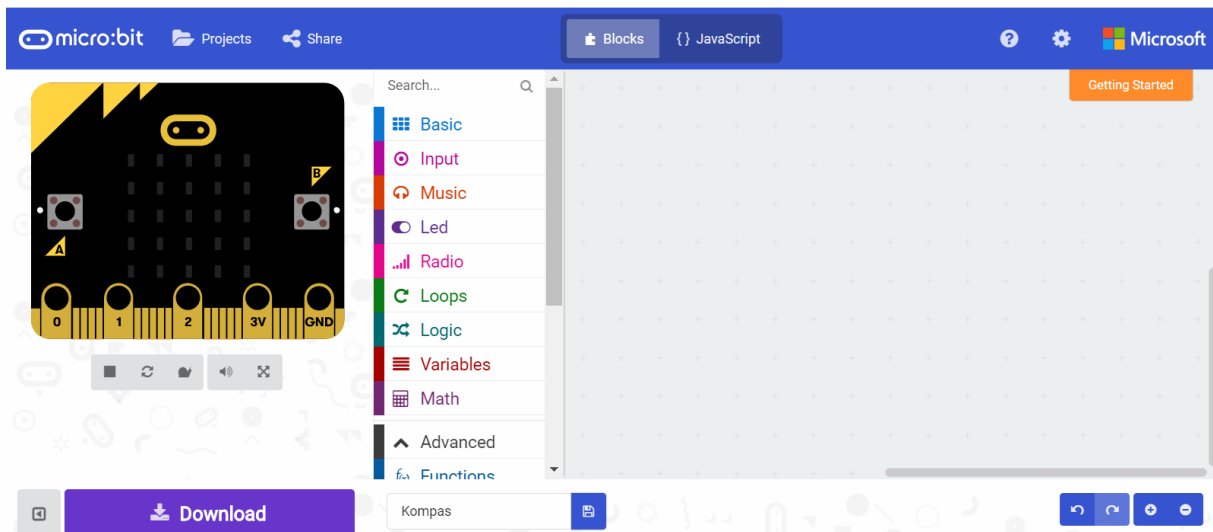 micro:bit Projects Share Blocks {} JavaScript ? Microsoft
Search...
Getting Started
Basic
Input
Music
Led
Radio
Loops
Logic
Variables
Math
Advanced
f(x) Functions
B
A
0 1 2 3V GND
Download
Kompas